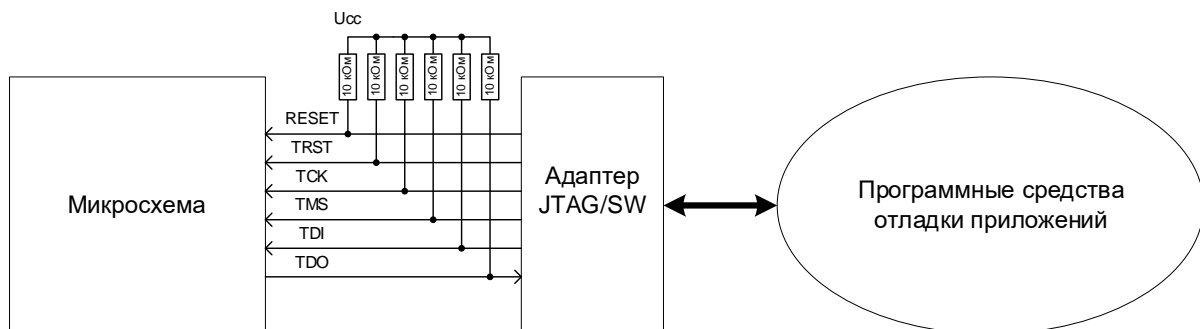 Ucc
10 кОм
10 кОм
10 кОм
10 кОм
10 кОм
10 кОм
RESET
TRST
TCK
TMS
TDI
TDO
Микросхема
Адаптер
JTAG/SW
Программные средства
отладки приложений